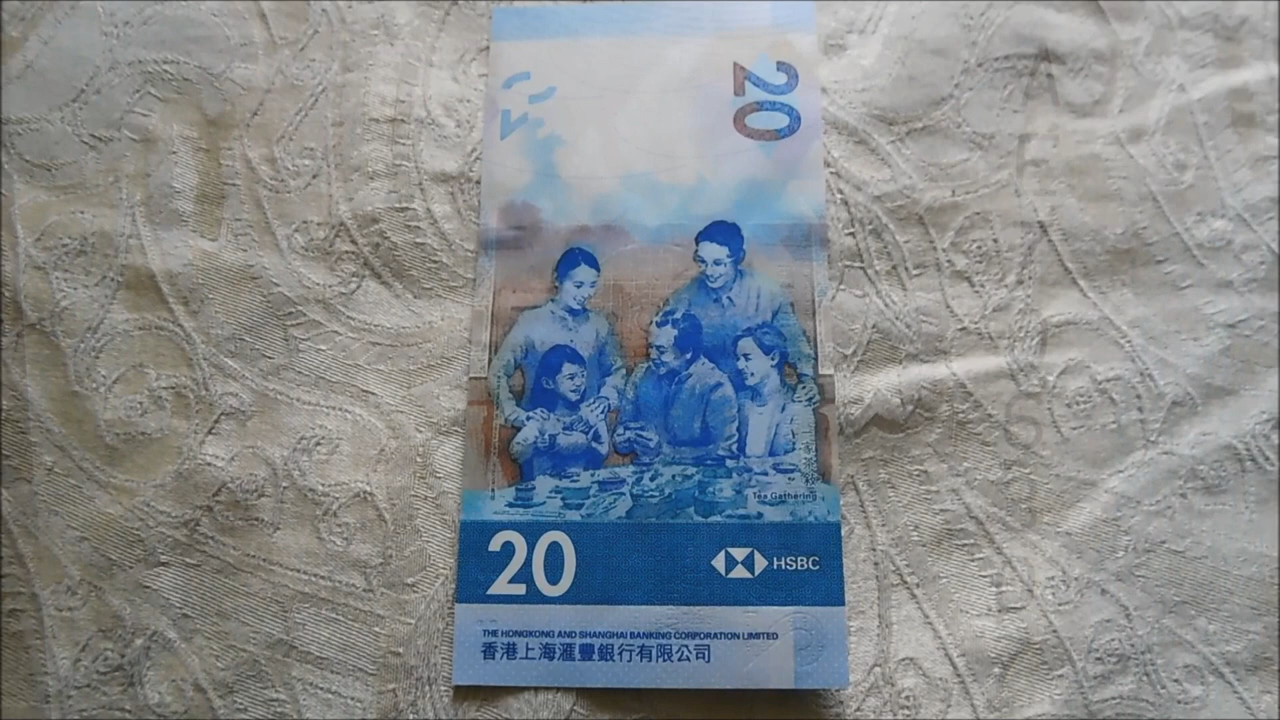 20
Tea Gathering
20
HSBC
THE HONGKONG AND SHANGHAI BANKING CORPORATION LIMITED
香港上海滙豐銀行有限公司